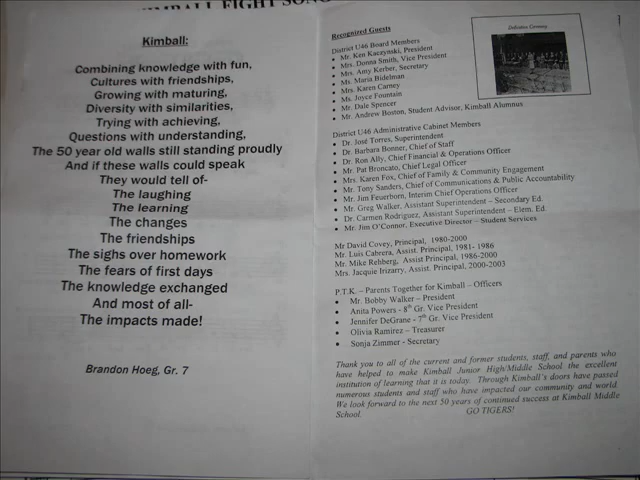 KIMBALL FIGHT SONG
Kimball:
Combining knowledge with fun,
Cultures with friendships,
Growing with maturing,
Diversity with similarities,
Trying with achieving,
Questions with understanding,
The 50 year old walls still standing proudly
And if these walls could speak
They would tell of-
The laughing
The learning
The changes
The friendships
The sighs over homework
The fears of first days
The knowledge exchanged
And most of all-
The impacts made!
Brandon Hoeg, Gr. 7
Recognized Guests
District U46 Board Members
• Mr. Ken Kaczynski, President
• Mrs. Donna Smith, Vice President
• Mrs. Amy Kerber, Secretary
• Ms. Maria Bidelman
• Mrs. Karen Carney
• Ms. Joyce Fountain
• Mr. Dale Spencer
• Mr. Andrew Boston, Student Advisor, Kimball Alumnus
District U46 Administrative Cabinet Members
• Dr. José Torres, Superintendent
• Dr. Barbara Bonner, Chief of Staff
• Dr. Ron Ally, Chief Financial & Operations Officer
• Mr. Pat Broncato, Chief Legal Officer
• Mrs. Karen Fox, Chief of Family & Community Engagement
• Mr. Tony Sanders, Chief of Communications & Public Accountability
• Mr. Jim Feuerborn, Interim Chief Operations Officer
• Mr. Greg Walker, Assistant Superintendent – Secondary Ed.
• Dr. Carmen Rodriguez, Assistant Superintendent – Elem. Ed.
• Mr. Jim O'Connor, Executive Director – Student Services
Mr David Covey, Principal, 1980-2000
Mr. Luis Cabrera, Assist. Principal, 1981- 1986
Mr. Mike Rehberg, Assist Principal, 1986-2000
Mrs. Jacquie Irizarry, Assist. Principal, 2000-2003
P.T.K. – Parents Together for Kimball – Officers
• Mr. Bobby Walker – President
• Anita Powers - 8th Gr. Vice President
• Jennifer DeGrane - 7th Gr. Vice President
• Olivia Ramirez – Treasurer
• Sonja Zimmer - Secretary
Thank you to all of the current and former students, staff, and parents who
have helped to make Kimball Junior High/Middle School the excellent
institution of learning that it is today. Through Kimball's doors have passed
numerous students and staff who have impacted our community and world.
We look forward to the next 50 years of continued success at Kimball Middle
School. GO TIGERS!
Dedication Ceremony